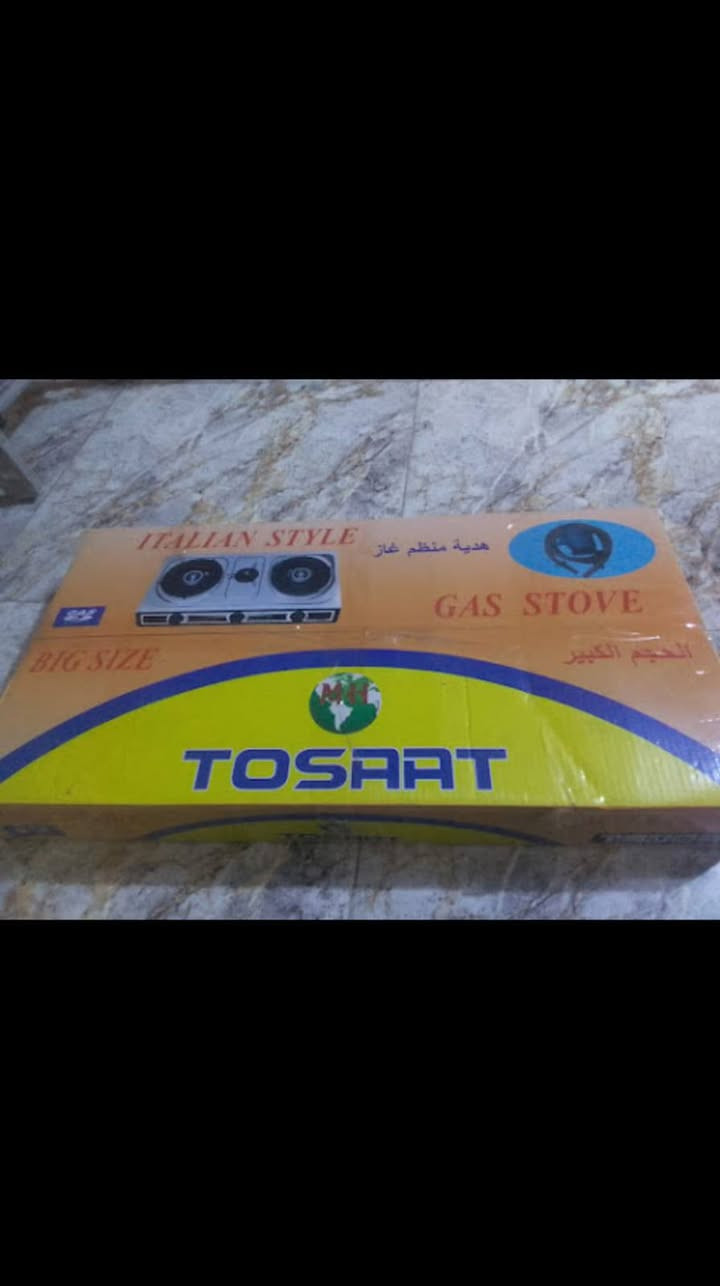 ITALIAN STYLE
هدية منظم غاز
GAS STOVE
BIG SIZE
الحجم الكبير
MH
TOSAAT